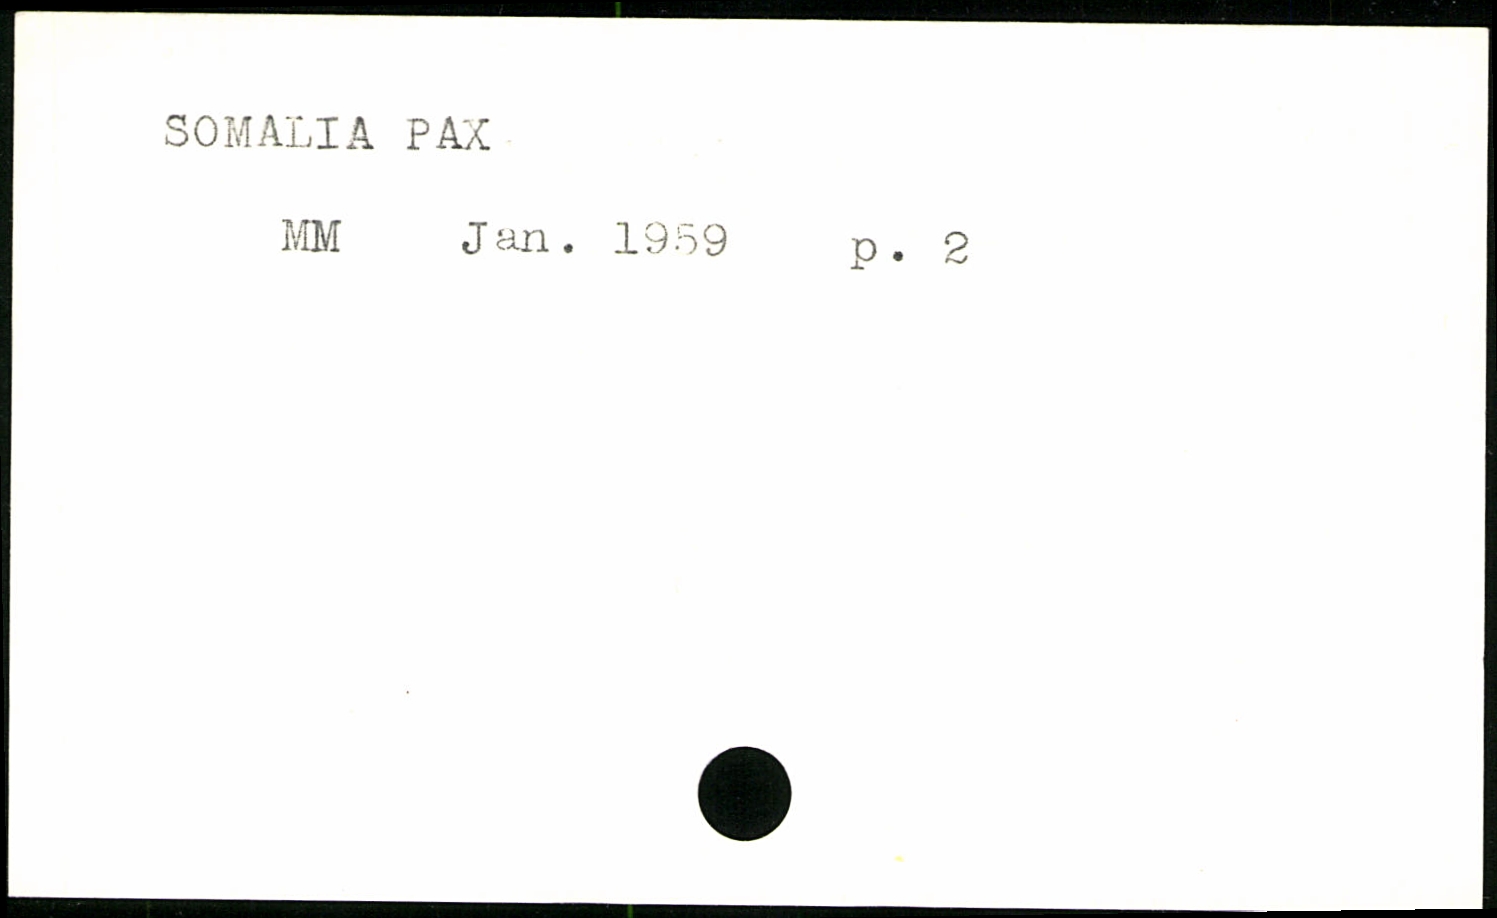 SOMALIA PAX
MM Jan. 1959 p. 2